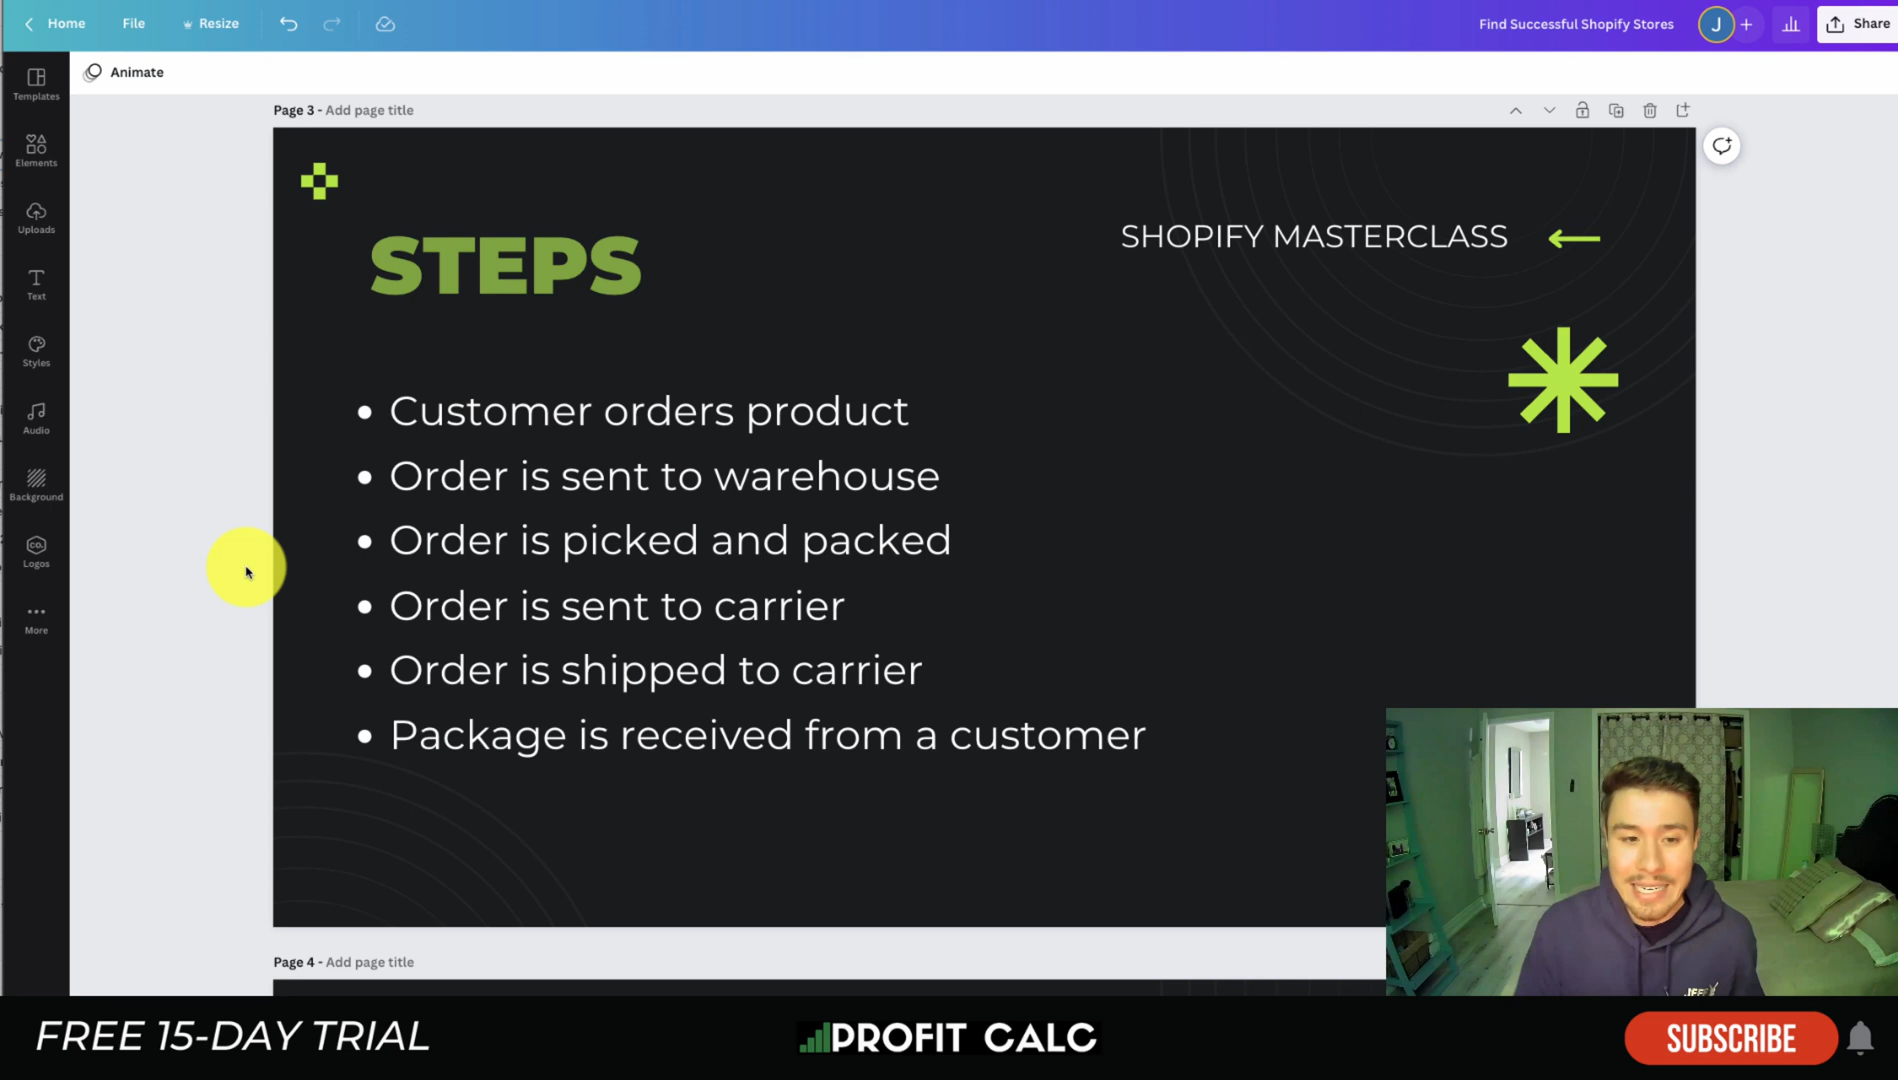 Home File Resize Find Successful Shopify Stores J + Share
Animate
Templates
Elements
Uploads
Text
Styles
Audio
Background
CO.
Logos
More
Page 3 - Add page title
STEPS
SHOPIFY MASTERCLASS
• Customer orders product
• Order is sent to warehouse
• Order is picked and packed
• Order is sent to carrier
• Order is shipped to carrier
• Package is received from a customer
Page 4 - Add page title
FREE 15-DAY TRIAL
PROFIT CALC
SUBSCRIBE